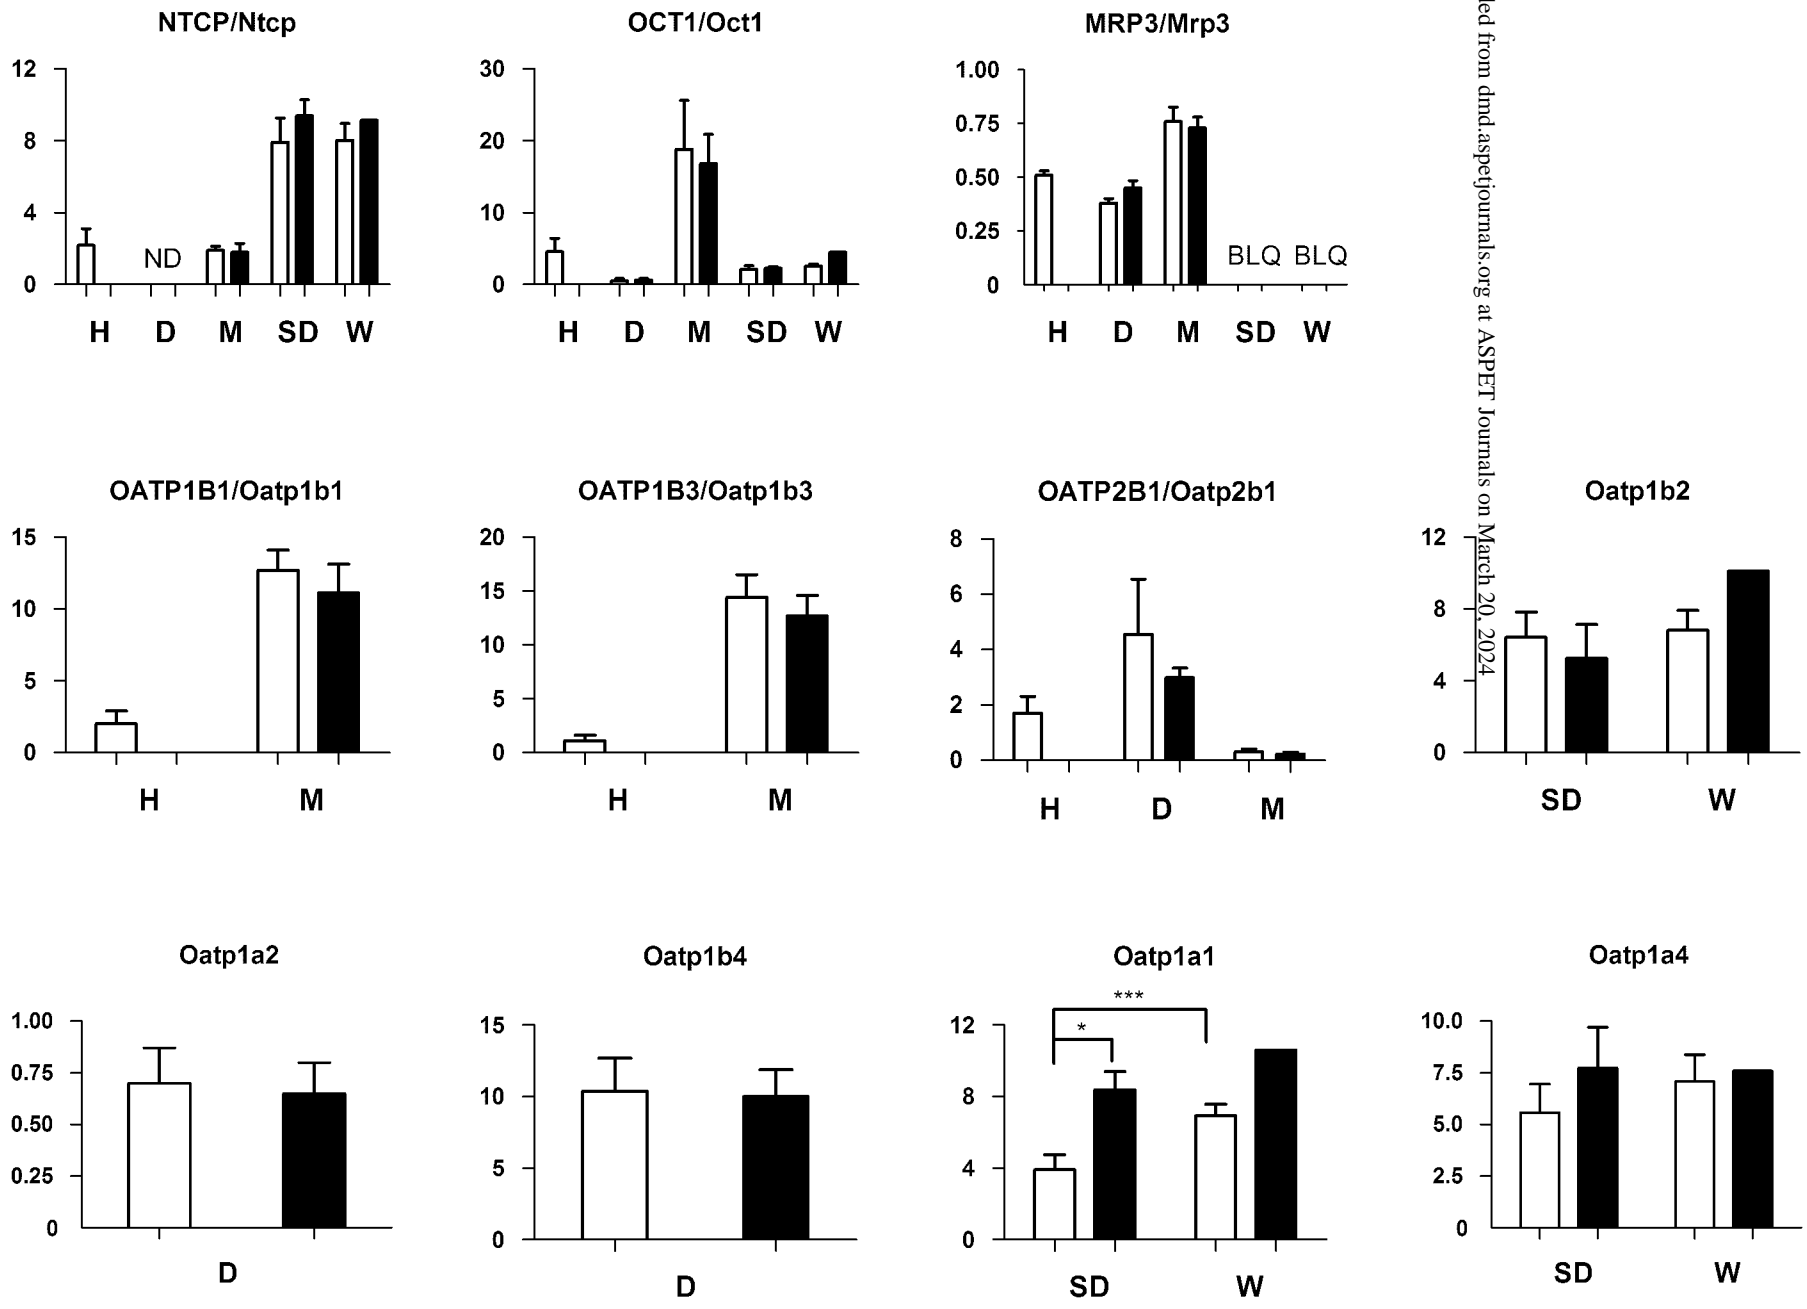 NTCP/Ntcp
12
8
4
0
ND
H D M SD W
OCT1/Oct1
30
20
10
0
H D M SD W
MRP3/Mrp3
1.00
0.75
0.50
0.25
0
BLQ BLQ
H D M SD W
led from dmd.aspetjournals.org at ASPET Journals on March 20, 2024
OATP1B1/Oatp1b1
15
10
5
0
H M
OATP1B3/Oatp1b3
20
15
10
5
0
H M
OATP2B1/Oatp2b1
8
6
4
2
0
H D M
Oatp1b2
12
8
4
0
SD W
Oatp1a2
1.00
0.75
0.50
0.25
0
D
Oatp1b4
15
10
5
0
D
Oatp1a1
***
*
12
8
4
0
SD W
Oatp1a4
10.0
7.5
5.0
2.5
0
SD W